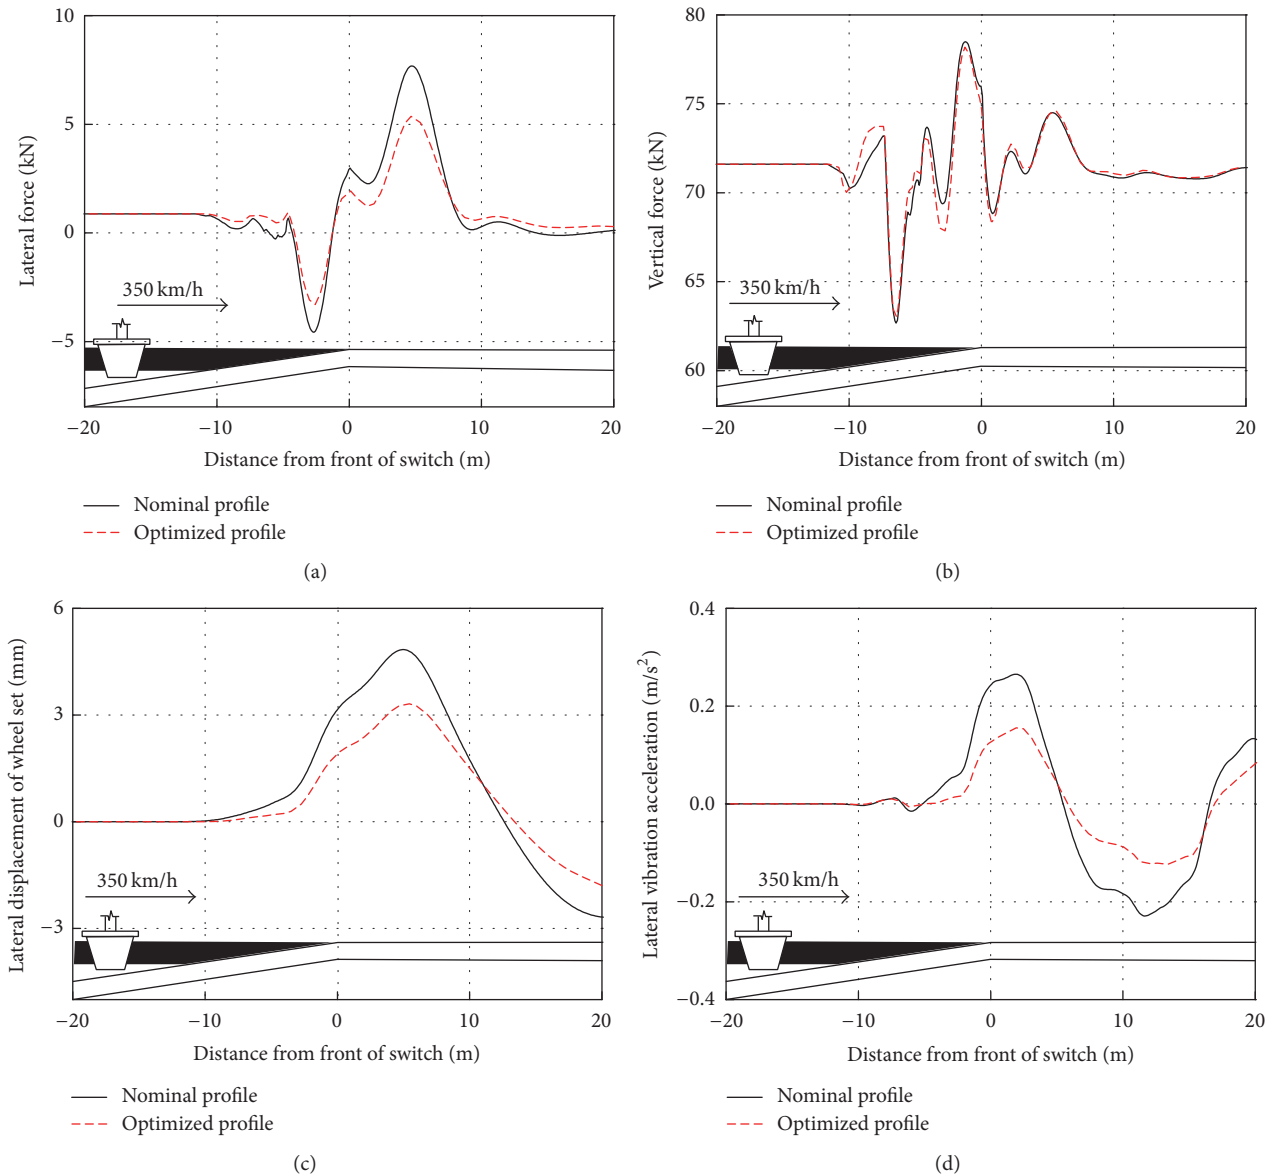 10
5
0
−5
Lateral force (kN)
350 km/h
−20
−10
0
10
20
Distance from front of switch (m)
Nominal profile
Optimized profile
(a)
80
75
70
65
60
Vertical force (kN)
350 km/h
−20
−10
0
10
20
Distance from front of switch (m)
Nominal profile
Optimized profile
(b)
6
3
0
−3
Lateral displacement of wheel set (mm)
350 km/h
−20
−10
0
10
20
Distance from front of switch (m)
Nominal profile
Optimized profile
(c)
0.4
0.2
0.0
−0.2
−0.4
Lateral vibration acceleration (m/s²)
350 km/h
−20
−10
0
10
20
Distance from front of switch (m)
Nominal profile
Optimized profile
(d)